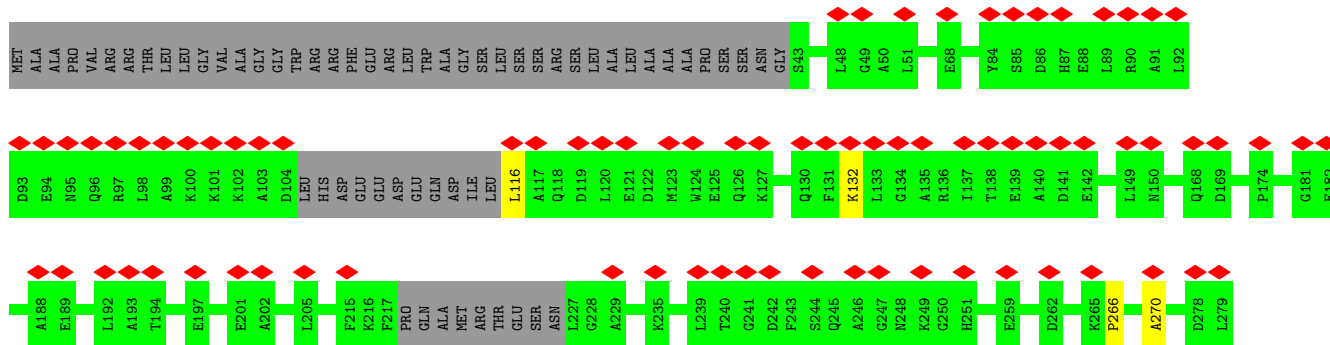 MET ALA ALA PRO VAL ARG ARG THR LEU LEU GLY VAL ALA GLY GLY TRP ARG ARG PHE GLU ARG LEU TRP ALA GLY SER LEU SER SER ARG SER LEU ALA LEU ALA ALA ALA PRO SER SER ASN GLY S43 L48 G49 A50 L51 E68 Y84 S85 D86 H87 E88 L89 R90 A91 L92
D93 E94 N95 Q96 R97 L98 A99 K100 K101 K102 A103 D104 LEU HIS ASP GLU GLU ASP GLU GLN ASP ILE LEU L116 A117 Q118 D119 L120 E121 D122 M123 W124 E125 Q126 K127 Q130 F131 K132 L133 G134 A135 R136 I137 T138 E139 A140 D141 E142 L149 N150 Q168 D169 P174 G181 E182
A188 E189 L192 A193 T194 E197 E201 A202 L205 F215 K216 F217 PRO GLN ALA MET ARG THR GLU SER ASN L227 G228 A229 K235 L239 T240 G241 D242 F243 S244 Q245 A246 G247 N248 K249 G250 H251 E259 D262 K265 P266 A270 D278 L279